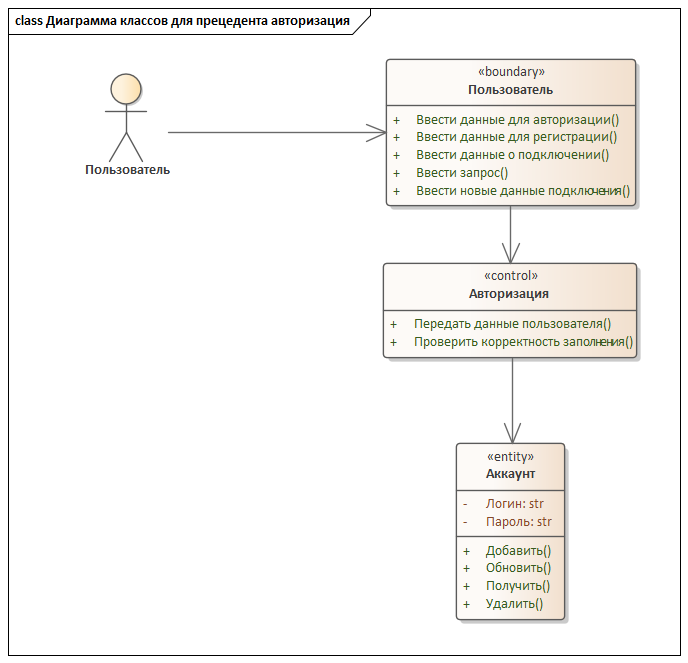 class Диаграмма классов для прецедента авторизация
Пользователь
«boundary»
Пользователь
+ Ввести данные для авторизации()
+ Ввести данные для регистрации()
+ Ввести данные о подключении()
+ Ввести запрос()
+ Ввести новые данные подключения()
«control»
Авторизация
+ Передать данные пользователя()
+ Проверить корректность заполнения()
«entity»
Аккаунт
- Логин: str
- Пароль: str
+ Добавить()
+ Обновить()
+ Получить()
+ Удалить()